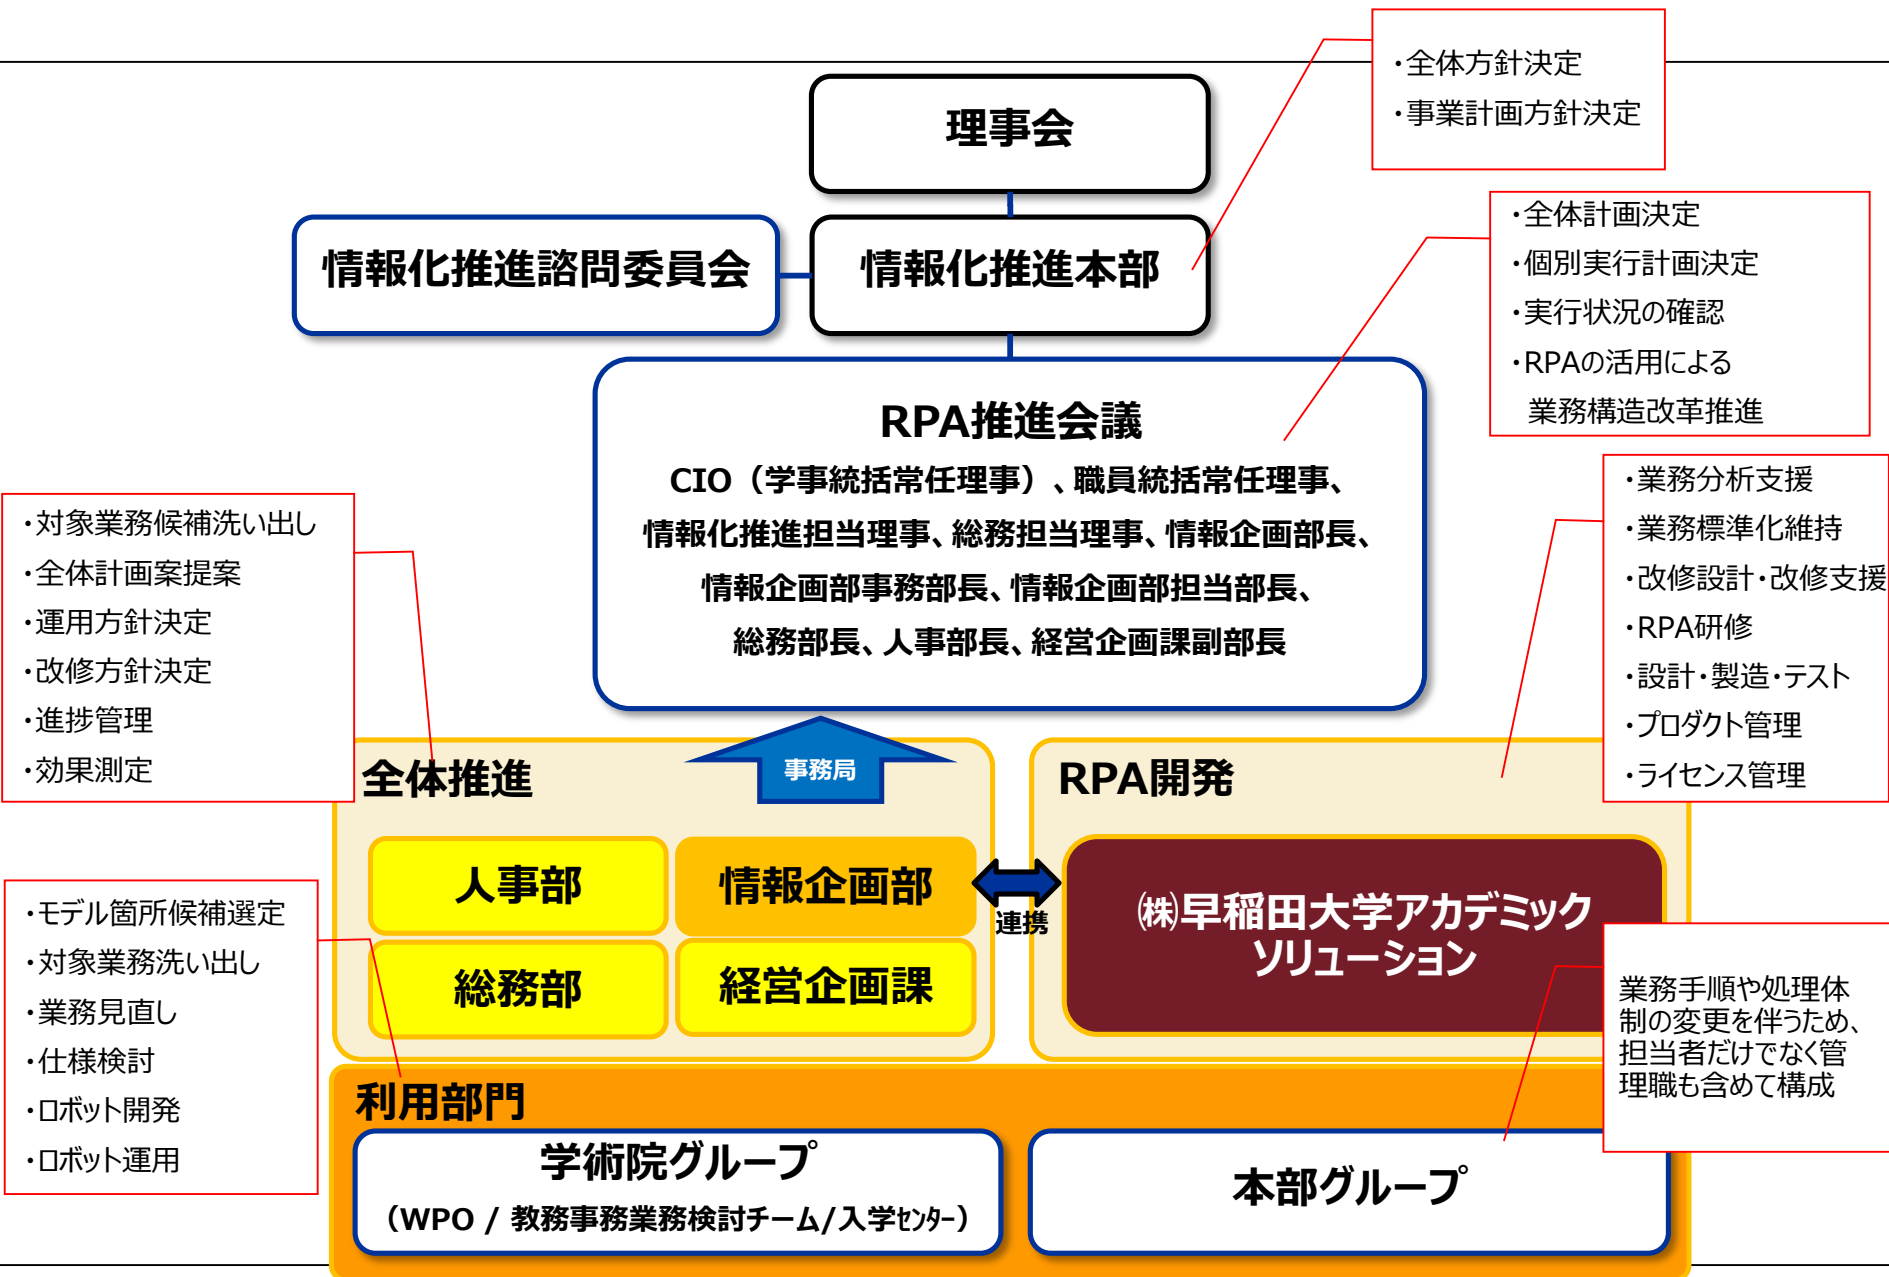 ・全体方針決定
・事業計画方針決定
理事会
・全体計画決定
・個別実行計画決定
・実行状況の確認
・RPAの活用による
業務構造改革推進
情報化推進諮問委員会
情報化推進本部
RPA推進会議
CIO（学事統括常任理事）、職員統括常任理事、
情報化推進担当理事、総務担当理事、情報企画部長、
情報企画部事務部長、情報企画部担当部長、
総務部長、人事部長、経営企画課副部長
・業務分析支援
・業務標準化維持
・改修設計・改修支援
・RPA研修
・設計・製造・テスト
・プロダクト管理
・ライセンス管理
・対象業務候補洗い出し
・全体計画案提案
・運用方針決定
・改修方針決定
・進捗管理
・効果測定
全体推進
事務局
RPA開発
人事部
情報企画部
総務部
経営企画課
連携
㈱早稲田大学アカデミック
ソリューション
・モデル箇所候補選定
・対象業務洗い出し
・業務見直し
・仕様検討
・ロボット開発
・ロボット運用
業務手順や処理体
制の変更を伴うため、
担当者だけでなく管
理職も含めて構成
利用部門
学術院グループ
（WPO / 教務事務業務検討チーム/入学センター）
本部グループ